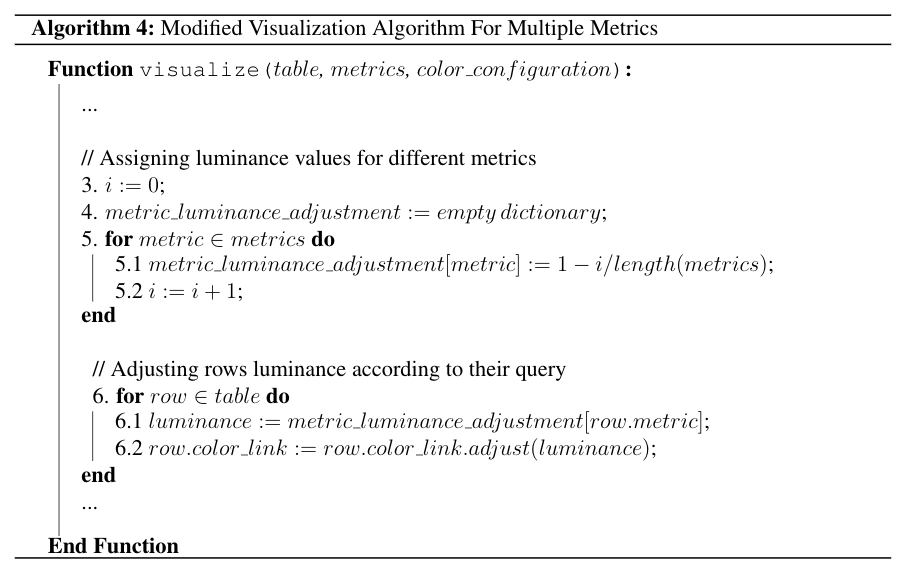 Algorithm 4: Modified Visualization Algorithm For Multiple Metrics
Function visualize(table, metrics, color_configuration):
...
// Assigning luminance values for different metrics
3. i := 0;
4. metric_luminance_adjustment := empty dictionary;
5. for metric ∈ metrics do
5.1 metric_luminance_adjustment[metric] := 1 − i/length(metrics);
5.2 i := i + 1;
end
// Adjusting rows luminance according to their query
6. for row ∈ table do
6.1 luminance := metric_luminance_adjustment[row.metric];
6.2 row.color_link := row.color_link.adjust(luminance);
end
...
End Function